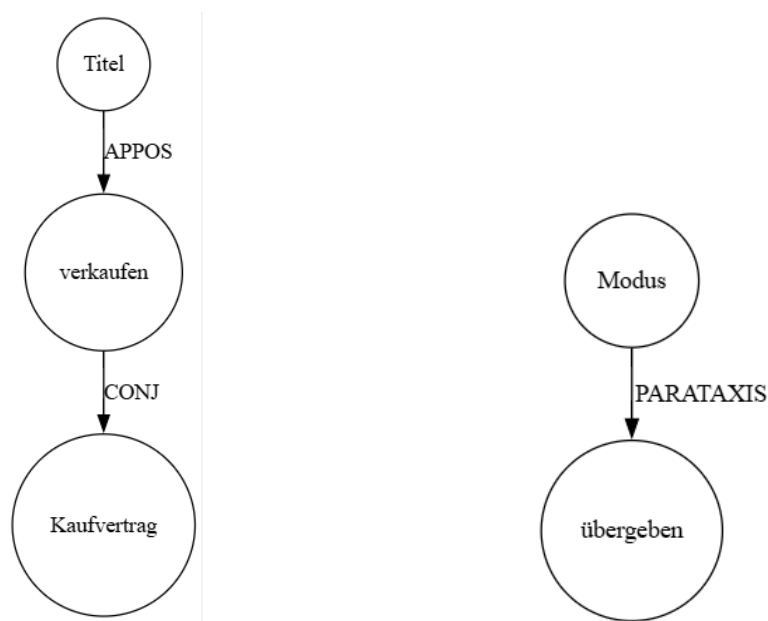 Titel
APPOS
verkaufen
CONJ
Kaufvertrag
Modus
PARATAXIS
übergeben